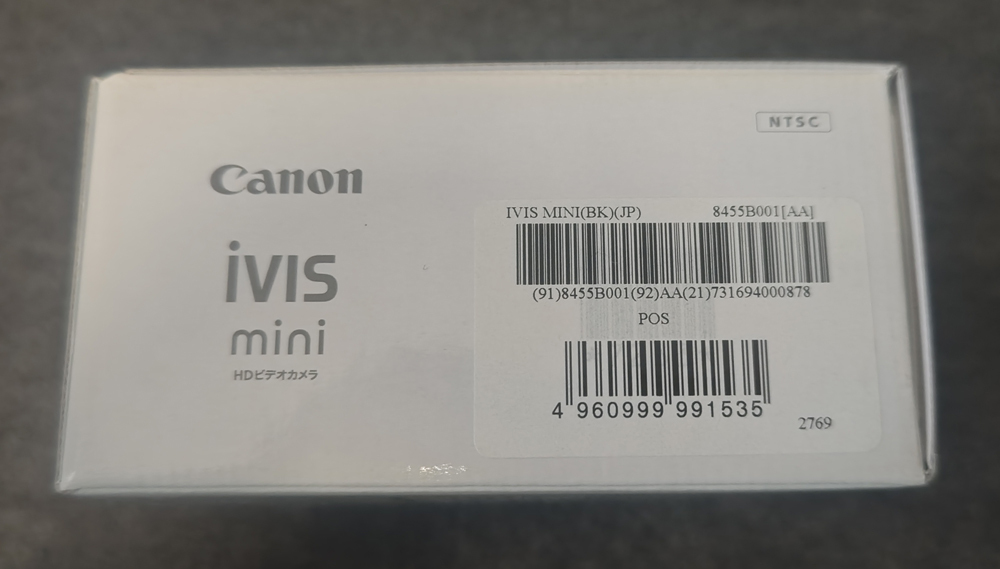 NTSC
Canon
iVIS
mini
HDビデオカメラ
IVIS MINI(BK)(JP) 8455B001[AA]
(91)8455B001(92)AA(21)731694000878
POS
4 960999 991535
2769